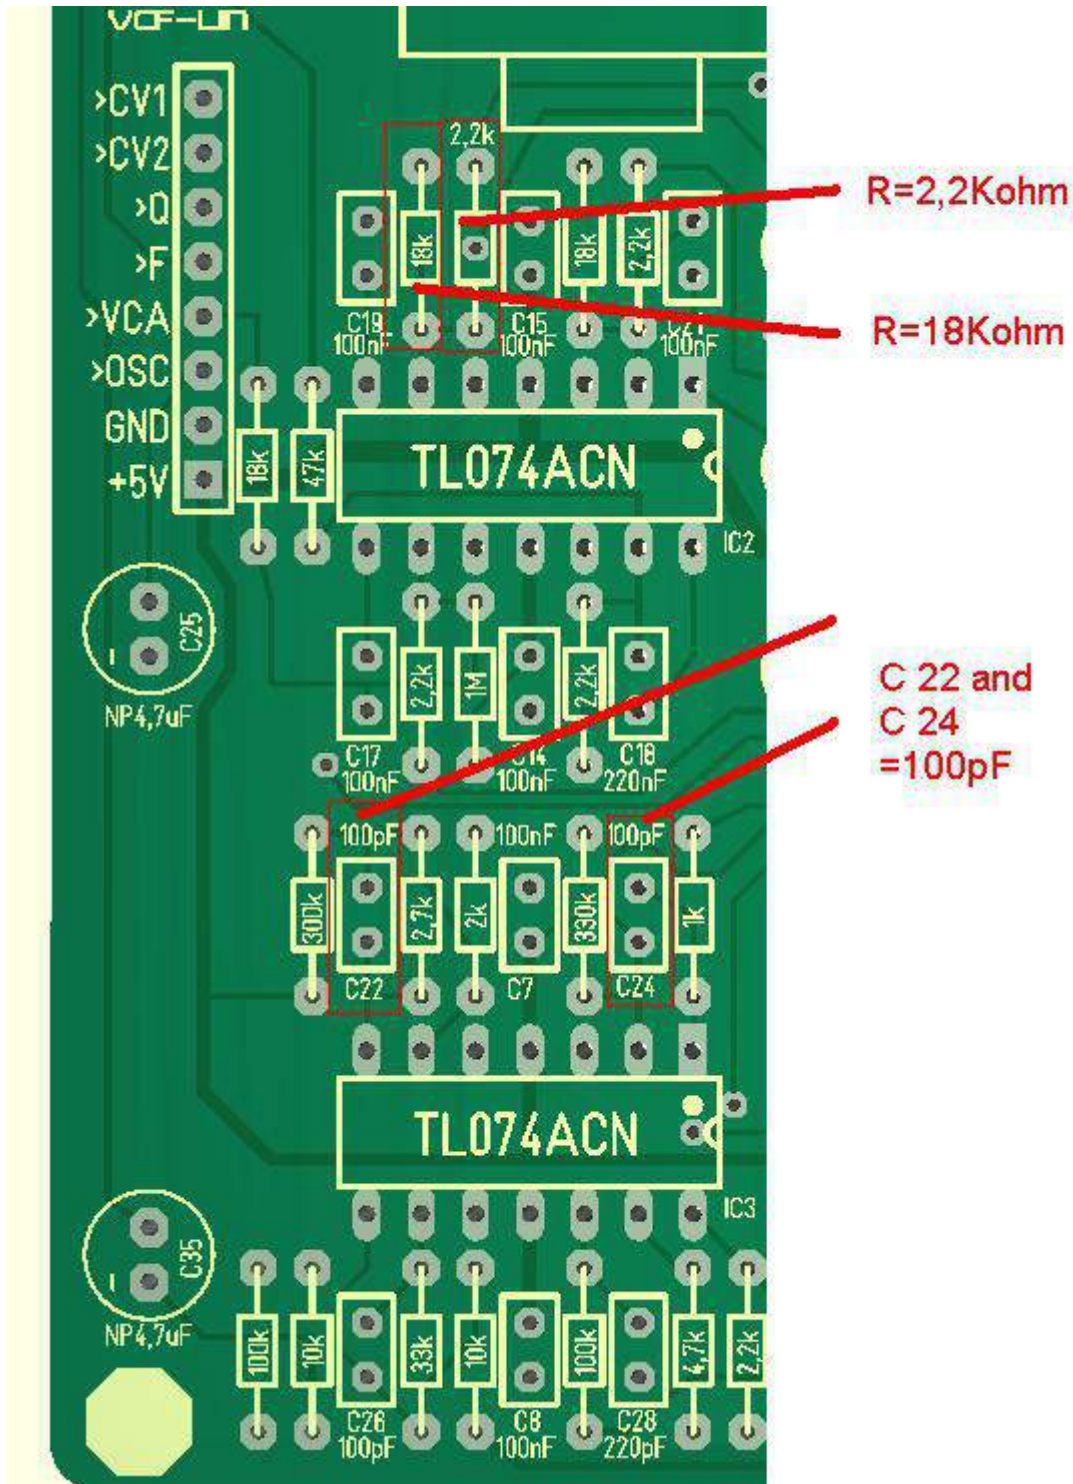 VCF-Lin
>CV1
>CV2
>Q
>F
>VCA
>OSC
GND
+5V
2,2k
18k
18k
2,2k
C19
100nF
C15
100nF
C21
100nF
R=2,2Kohm
R=18Kohm
18k
47k
TL074ACN
IC2
C25
NP4,7uF
2,2k
1M
2,2k
C17
100nF
C14
100nF
C18
220nF
C 22 and
C 24
=100pF
100pF
100nF
100pF
300k
2,7k
2k
330k
1k
C22
C7
C24
TL074ACN
IC3
C35
NP4,7uF
100k
10k
33k
10k
100k
4,7k
2,2k
C26
100pF
C8
100nF
C28
220pF